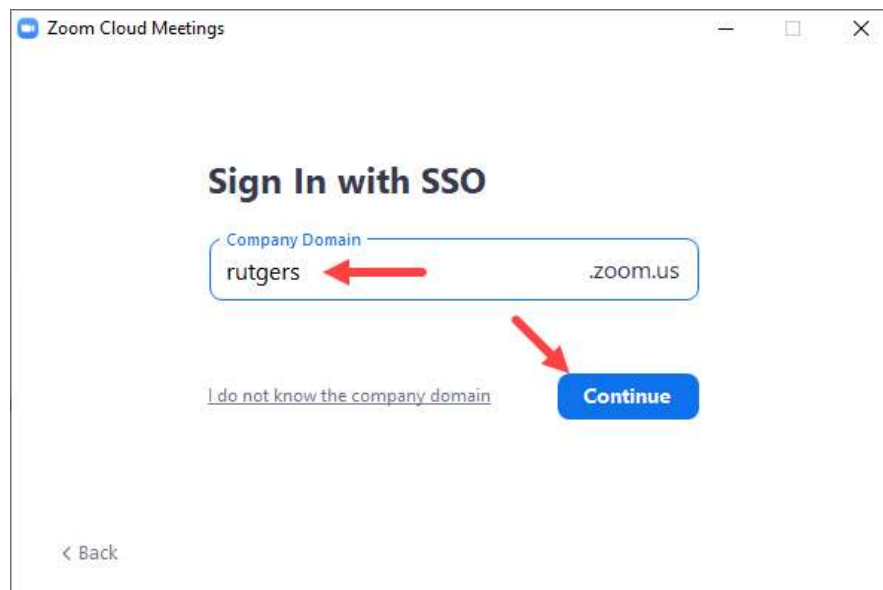 Zoom Cloud Meetings
Sign In with SSO
Company Domain
rutgers .zoom.us
I do not know the company domain
Continue
< Back